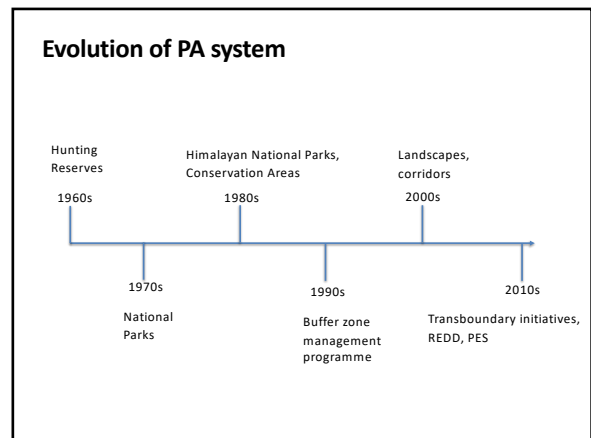 Evolution of PA system
Hunting
Reserves
1960s
1970s
National
Parks
Himalayan National Parks,
Conservation Areas
1980s
1990s
Buffer zone
management
programme
Landscapes,
corridors
2000s
2010s
Transboundary initiatives,
REDD, PES